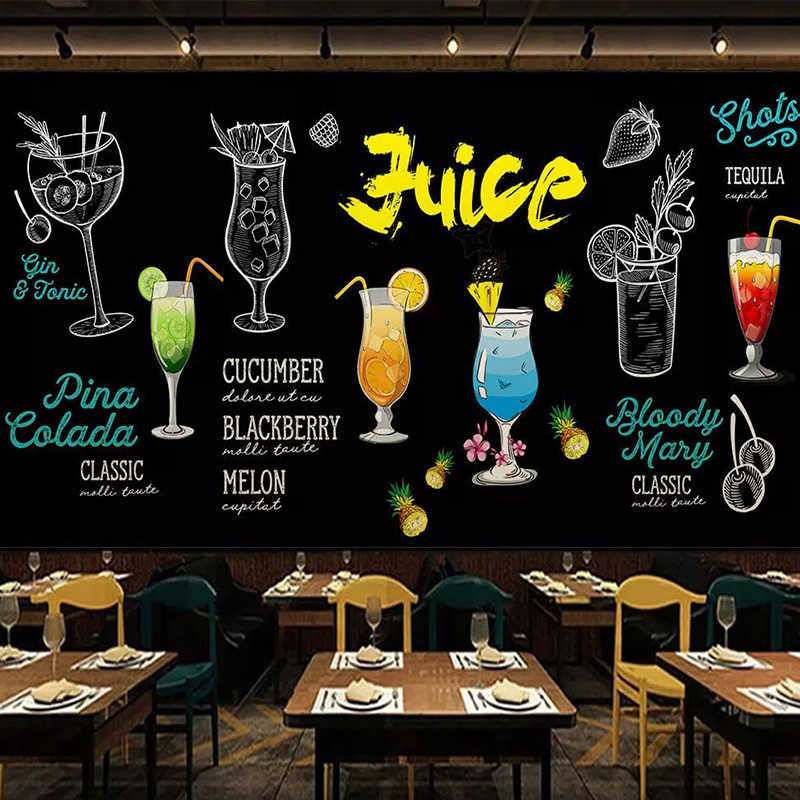 Gin
& Tonic
Pina
Colada
CLASSIC
molli taute
CUCUMBER
dolore ut cu
BLACKBERRY
molli taute
MELON
cupitat
Juice
Bloody
Mary
CLASSIC
molli taute
Shots
TEQUILA
cupitat